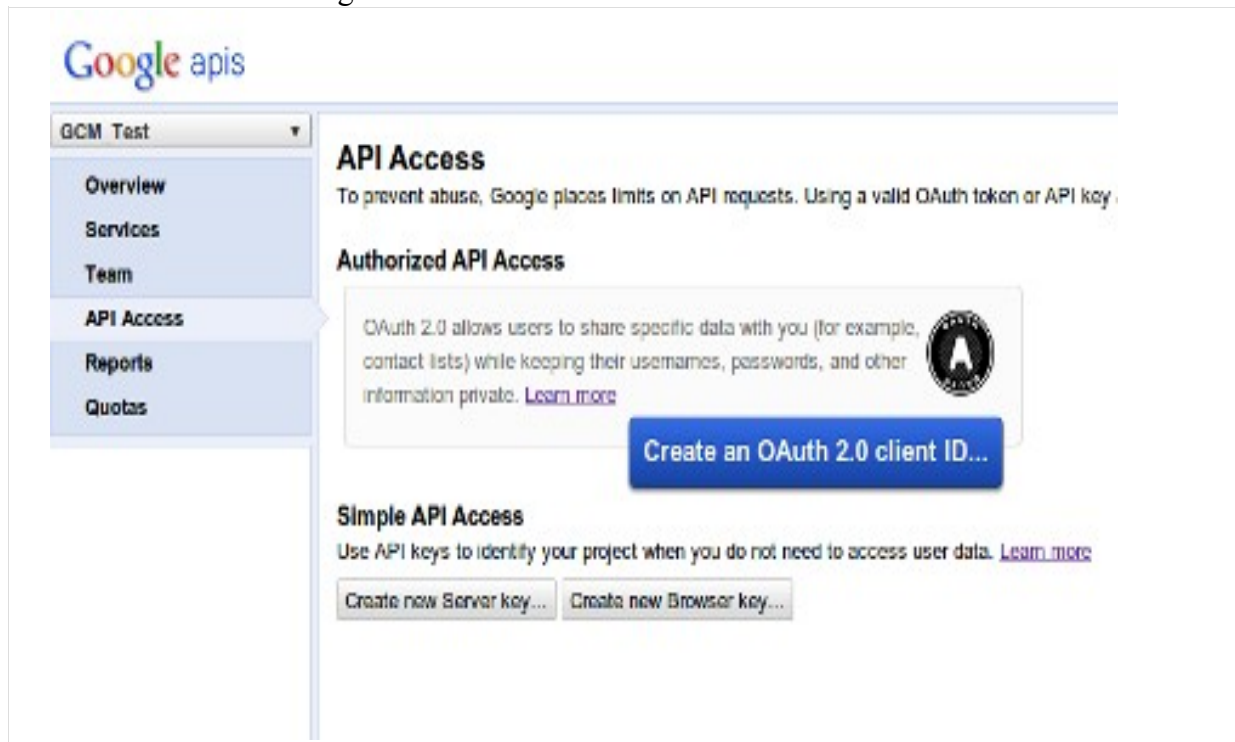 Google apis
GCM Test
Overview
Services
Team
API Access
Reports
Quotas
API Access
To prevent abuse, Google places limits on API requests. Using a valid OAuth token or API key
Authorized API Access
OAuth 2.0 allows users to share specific data with you (for example,
contact lists) while keeping their usernames, passwords, and other
information private. Learn more
Create an OAuth 2.0 client ID...
Simple API Access
Use API keys to identify your project when you do not need to access user data. Learn more
Create new Server key... Create new Browser key...